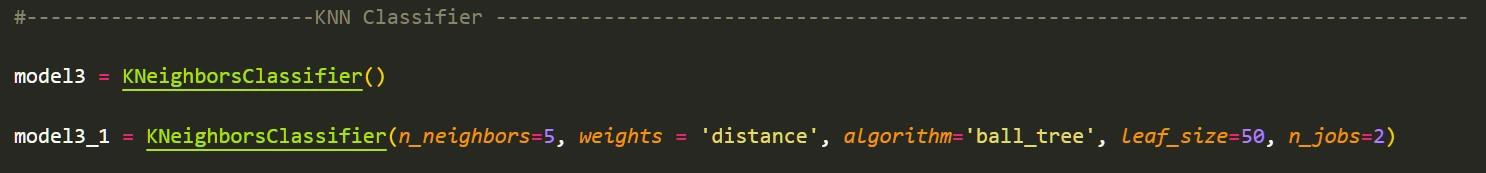 #------------------------KNN Classifier ---------------------------------------------------------------------------------
model3 = KNeighborsClassifier()
model3_1 = KNeighborsClassifier(n_neighbors=5, weights = 'distance', algorithm='ball_tree', leaf_size=50, n_jobs=2)